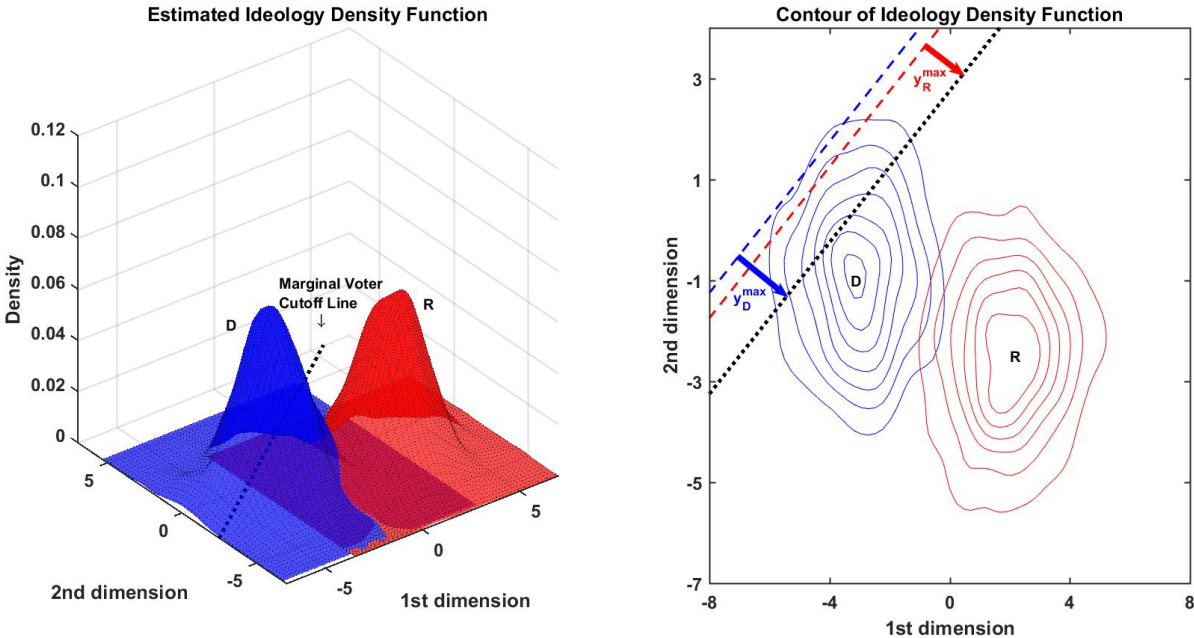 Estimated Ideology Density Function
0.12
0.1
0.08
0.06
0.04
0.02
0
Density
Marginal Voter
Cutoff Line
↓
D
R
5
0
-5
2nd dimension
-5
0
5
1st dimension
Contour of Ideology Density Function
3
1
-1
-3
-5
-7
2nd dimension
y_R^max
y_D^max
D
R
-8
-4
0
4
8
1st dimension